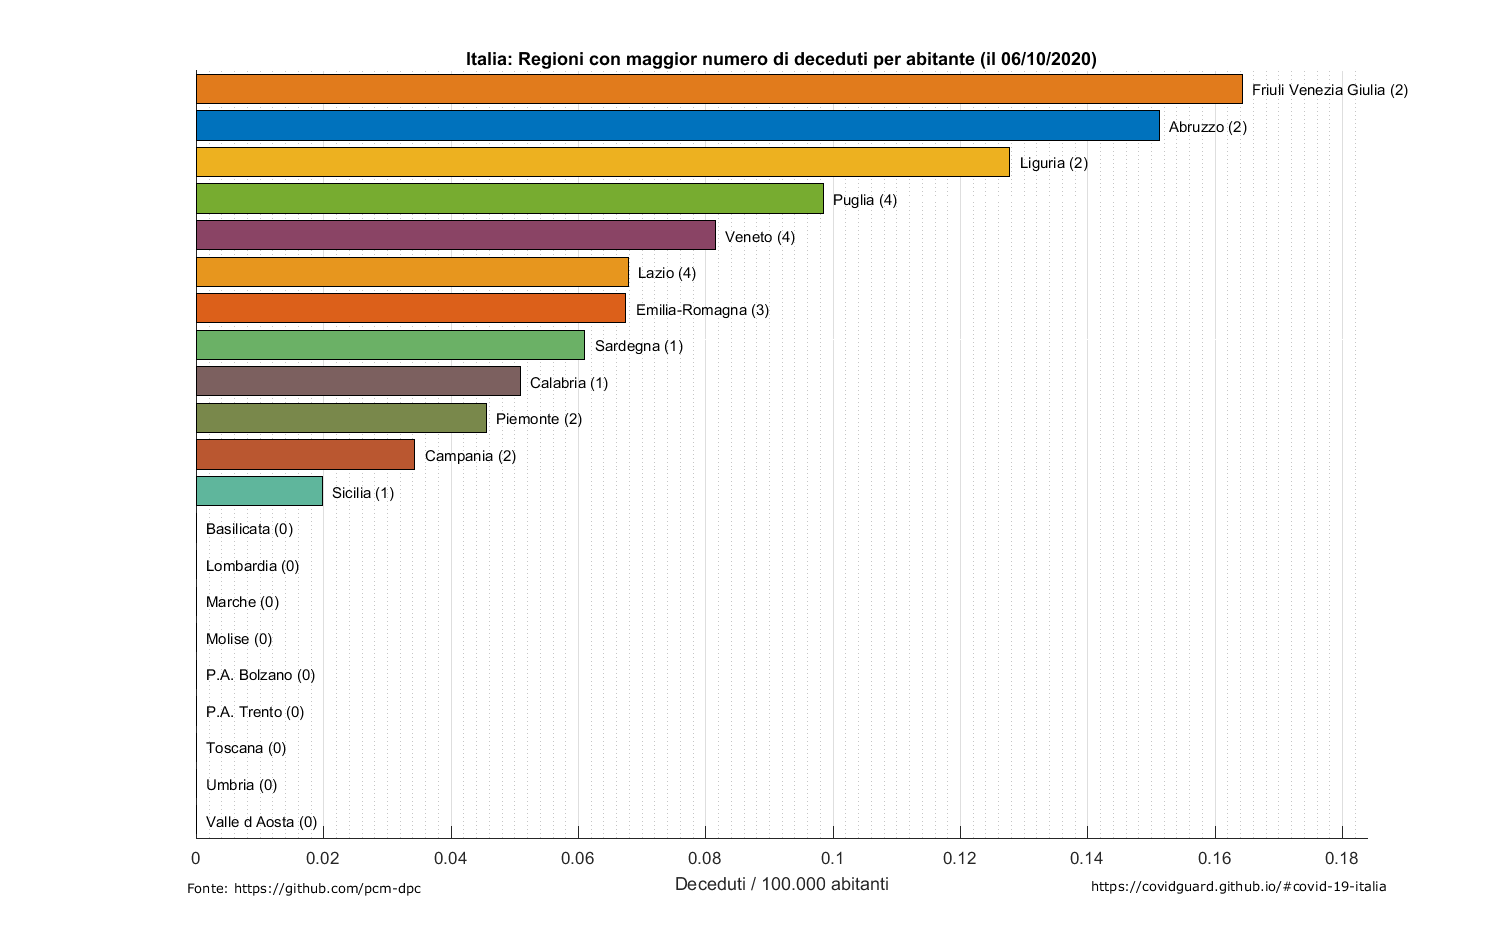 Italia: Regioni con maggior numero di deceduti per abitante (il 06/10/2020)
Friuli Venezia Giulia (2)
Abruzzo (2)
Liguria (2)
Puglia (4)
Veneto (4)
Lazio (4)
Emilia-Romagna (3)
Sardegna (1)
Calabria (1)
Piemonte (2)
Campania (2)
Sicilia (1)
Basilicata (0)
Lombardia (0)
Marche (0)
Molise (0)
P.A. Bolzano (0)
P.A. Trento (0)
Toscana (0)
Umbria (0)
Valle d Aosta (0)
0 0.02 0.04 0.06 0.08 0.1 0.12 0.14 0.16 0.18
Deceduti / 100.000 abitanti
Fonte: https://github.com/pcm-dpc
https://covidguard.github.io/#covid-19-italia